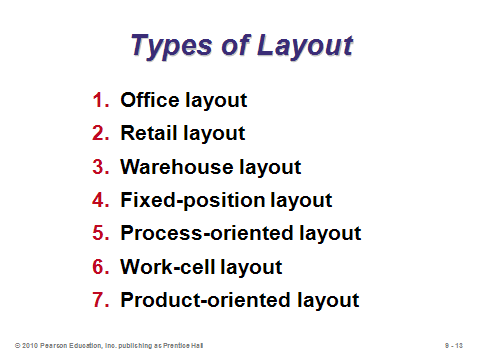 Types of Layout
1. Office layout
2. Retail layout
3. Warehouse layout
4. Fixed-position layout
5. Process-oriented layout
6. Work-cell layout
7. Product-oriented layout
© 2010 Pearson Education, Inc. publishing as Prentice Hall
9 - 13